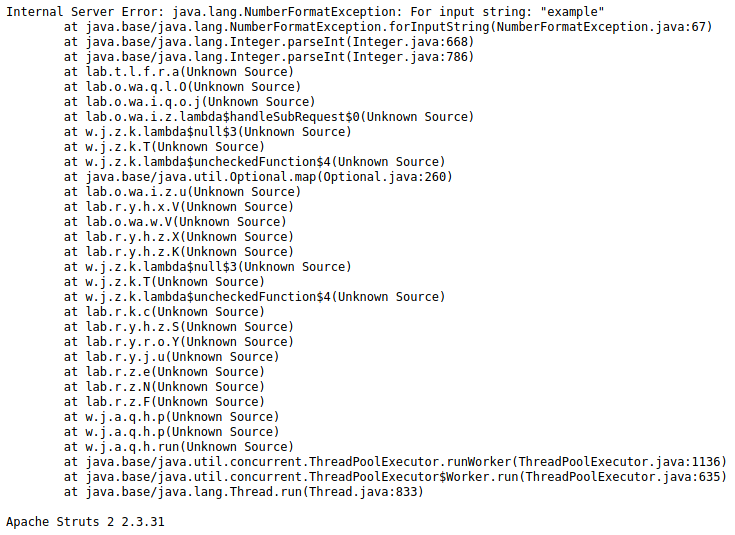 Internal Server Error: java.lang.NumberFormatException: For input string: "example"
at java.base/java.lang.NumberFormatException.forInputString(NumberFormatException.java:67)
at java.base/java.lang.Integer.parseInt(Integer.java:668)
at java.base/java.lang.Integer.parseInt(Integer.java:786)
at lab.t.l.f.r.a(Unknown Source)
at lab.o.wa.q.l.O(Unknown Source)
at lab.o.wa.i.q.o.j(Unknown Source)
at lab.o.wa.i.z.lambda$handleSubRequest$0(Unknown Source)
at w.j.z.k.lambda$null$3(Unknown Source)
at w.j.z.k.T(Unknown Source)
at w.j.z.k.lambda$uncheckedFunction$4(Unknown Source)
at java.base/java.util.Optional.map(Optional.java:260)
at lab.o.wa.i.z.u(Unknown Source)
at lab.r.y.h.x.V(Unknown Source)
at lab.o.wa.w.V(Unknown Source)
at lab.r.y.h.z.X(Unknown Source)
at lab.r.y.h.z.K(Unknown Source)
at w.j.z.k.lambda$null$3(Unknown Source)
at w.j.z.k.T(Unknown Source)
at w.j.z.k.lambda$uncheckedFunction$4(Unknown Source)
at lab.r.k.c(Unknown Source)
at lab.r.y.h.z.S(Unknown Source)
at lab.r.y.r.o.Y(Unknown Source)
at lab.r.y.j.u(Unknown Source)
at lab.r.z.e(Unknown Source)
at lab.r.z.N(Unknown Source)
at lab.r.z.F(Unknown Source)
at w.j.a.q.h.p(Unknown Source)
at w.j.a.q.h.p(Unknown Source)
at w.j.a.q.h.run(Unknown Source)
at java.base/java.util.concurrent.ThreadPoolExecutor.runWorker(ThreadPoolExecutor.java:1136)
at java.base/java.util.concurrent.ThreadPoolExecutor$Worker.run(ThreadPoolExecutor.java:635)
at java.base/java.lang.Thread.run(Thread.java:833)
Apache Struts 2 2.3.31